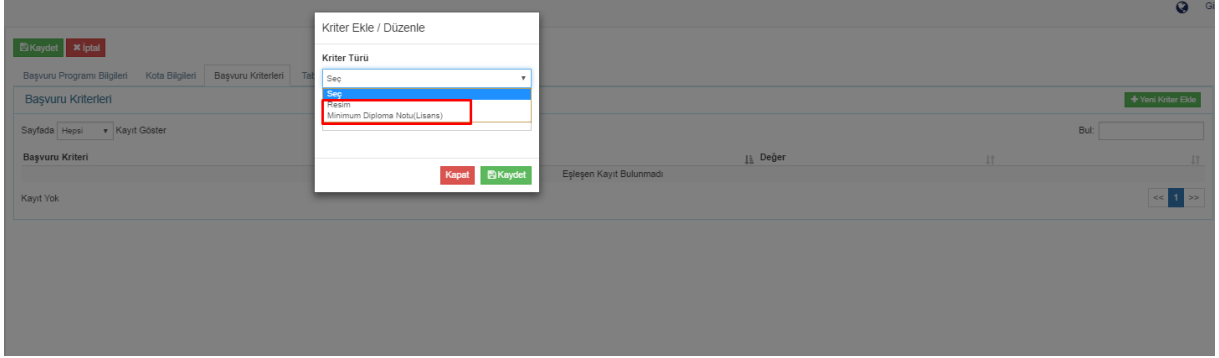 Gi
Kriter Ekle / Düzenle
Kaydet
İptal
Kriter Türü
Başvuru Programı Bilgileri
Kota Bilgileri
Başvuru Kriterleri
Tab
Seç
Seç
Resim
Minimum Diploma Notu(Lisans)
Başvuru Kriterleri
Yeni Kriter Ekle
Sayfada Hepsi Kayıt Göster
Bul:
Başvuru Kriteri
Değer
Kapat
Kaydet
Eşleşen Kayıt Bulunmadı
Kayıt Yok
<< 1 >>